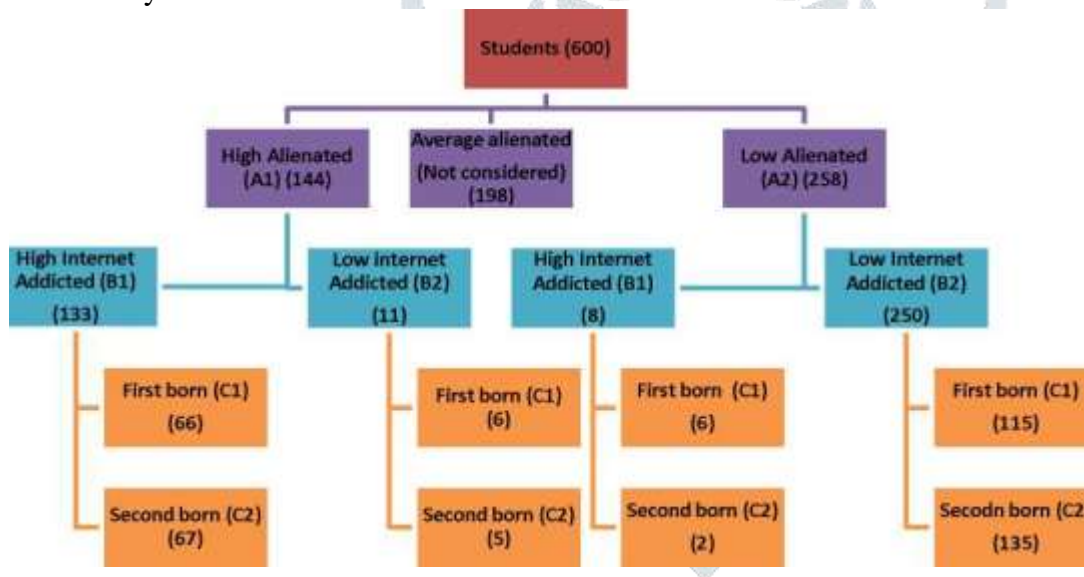 Students (600)
High Alienated
(A1) (144)
Average alienated
(Not considered)
(198)
Low Alienated
(A2) (258)
High Internet
Addicted (B1)
(133)
Low Internet
Addicted (B2)
(11)
High Internet
Addicted (B1)
(8)
Low Internet
Addicted (B2)
(250)
First born (C1)
(66)
First born (C1)
(6)
First born (C1)
(6)
First born (C1)
(115)
Second born (C2)
(67)
Second born (C2)
(5)
Second born (C2)
(2)
Secodn born (C2
(135)